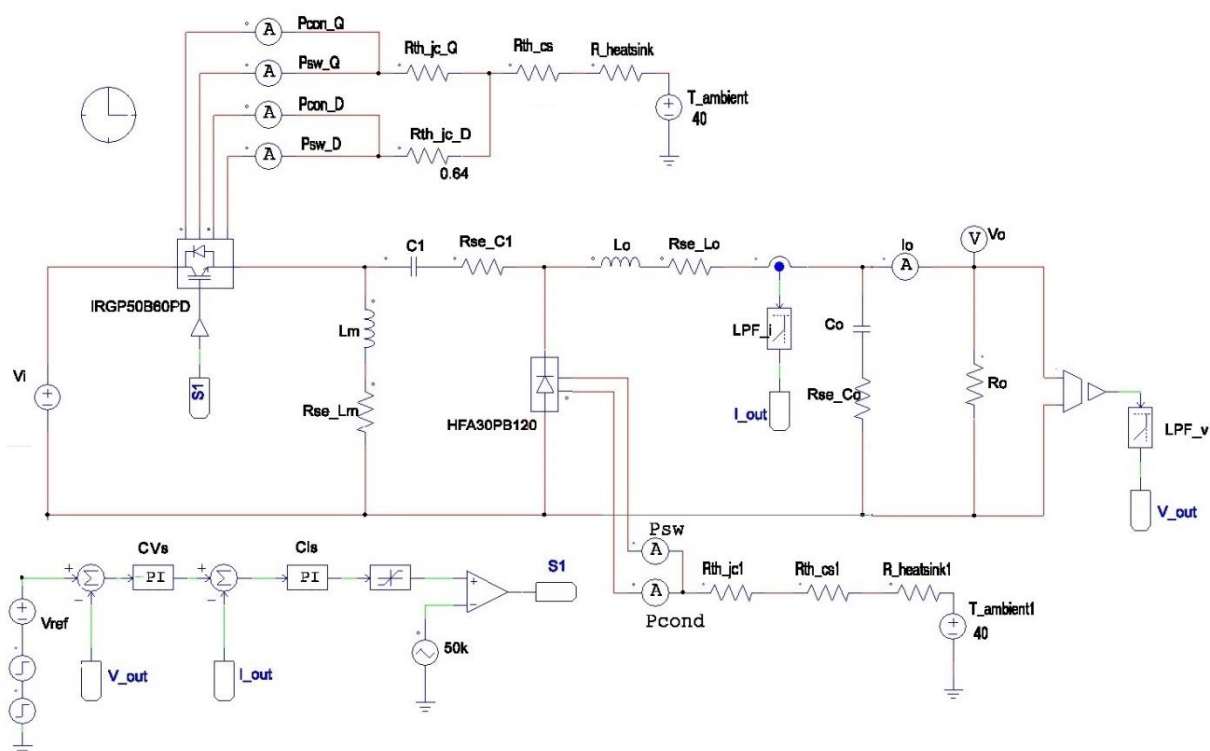 Pcon_Q
A
Psw_Q
A
Rth_jc_Q
Rth_cs
R_heatsink
Pcon_D
A
T_ambient
40
Psw_D
A
Rth_jc_D
0.64
C1
Rse_C1
Lo
Rse_Lo
Io
A
V
Vo
IRGP50B60PD
S1
Lm
Rse_Lm
Vi
HFA30PB120
LPF_i
I_out
Co
Rse_Co
Ro
LPF_v
V_out
Psw
A
Rth_jc1
Rth_cs1
R_heatsink1
A
Pcond
T_ambient1
40
CVs
CIs
S1
+
Σ
−
PI
+
Σ
−
PI
+
−
Vref
V_out
I_out
50k